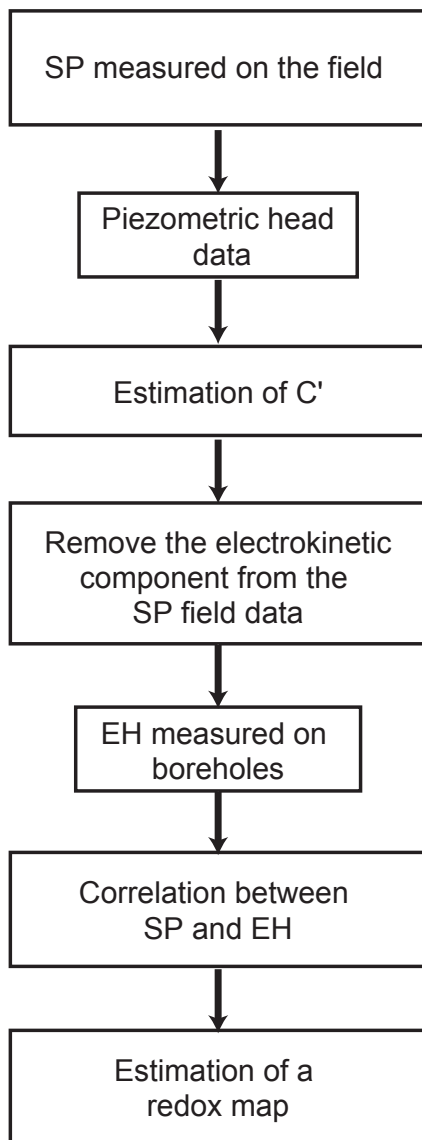 SP measured on the field
Piezometric head
data
Estimation of C'
Remove the electrokinetic
component from the
SP field data
EH measured on
boreholes
Correlation between
SP and EH
Estimation of a
redox map